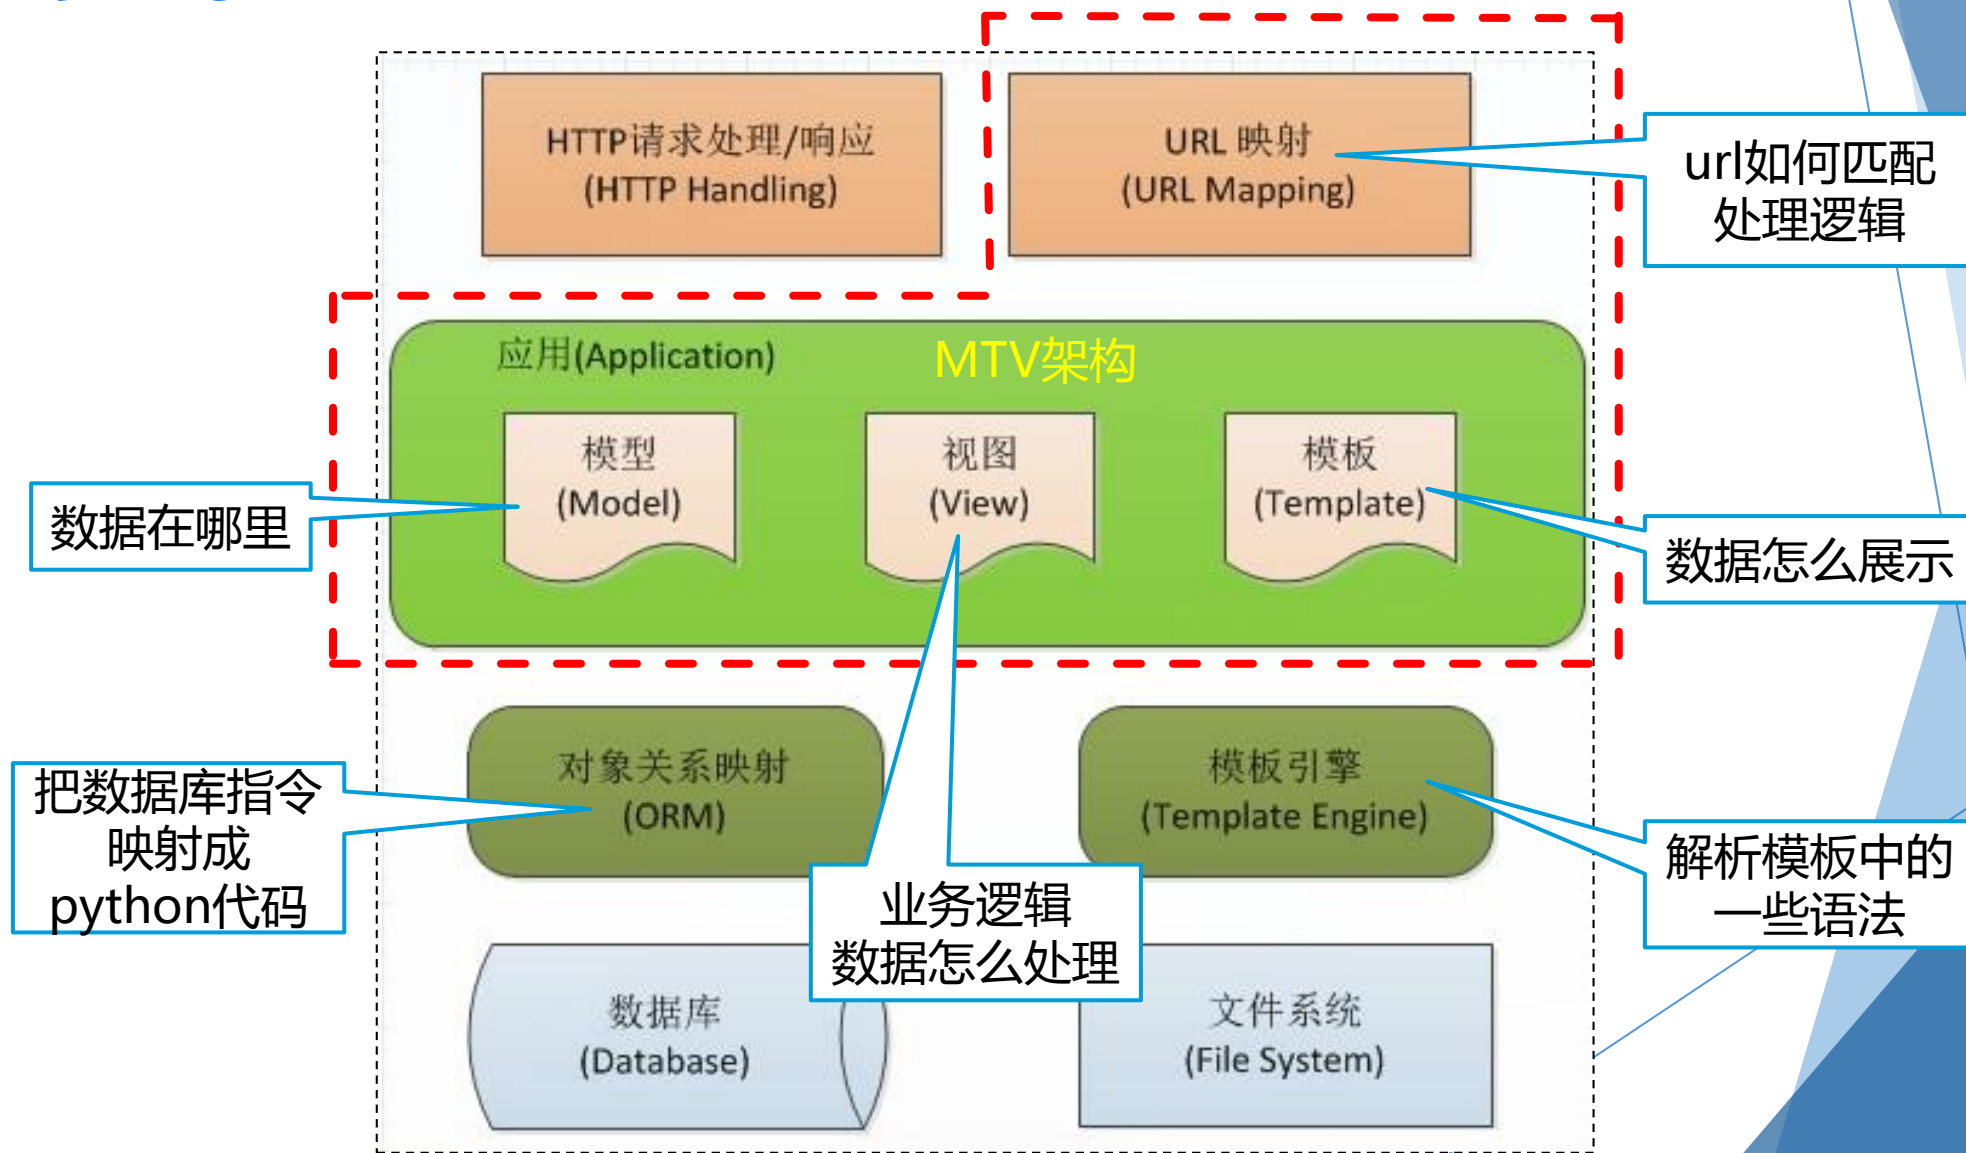 HTTP请求处理/响应
(HTTP Handling)
URL 映射
(URL Mapping)
url如何匹配
处理逻辑
应用(Application)
MTV架构
模型
(Model)
视图
(View)
模板
(Template)
数据在哪里
数据怎么展示
对象关系映射
(ORM)
模板引擎
(Template Engine)
把数据库指令
映射成
python代码
业务逻辑
数据怎么处理
解析模板中的
一些语法
数据库
(Database)
文件系统
(File System)